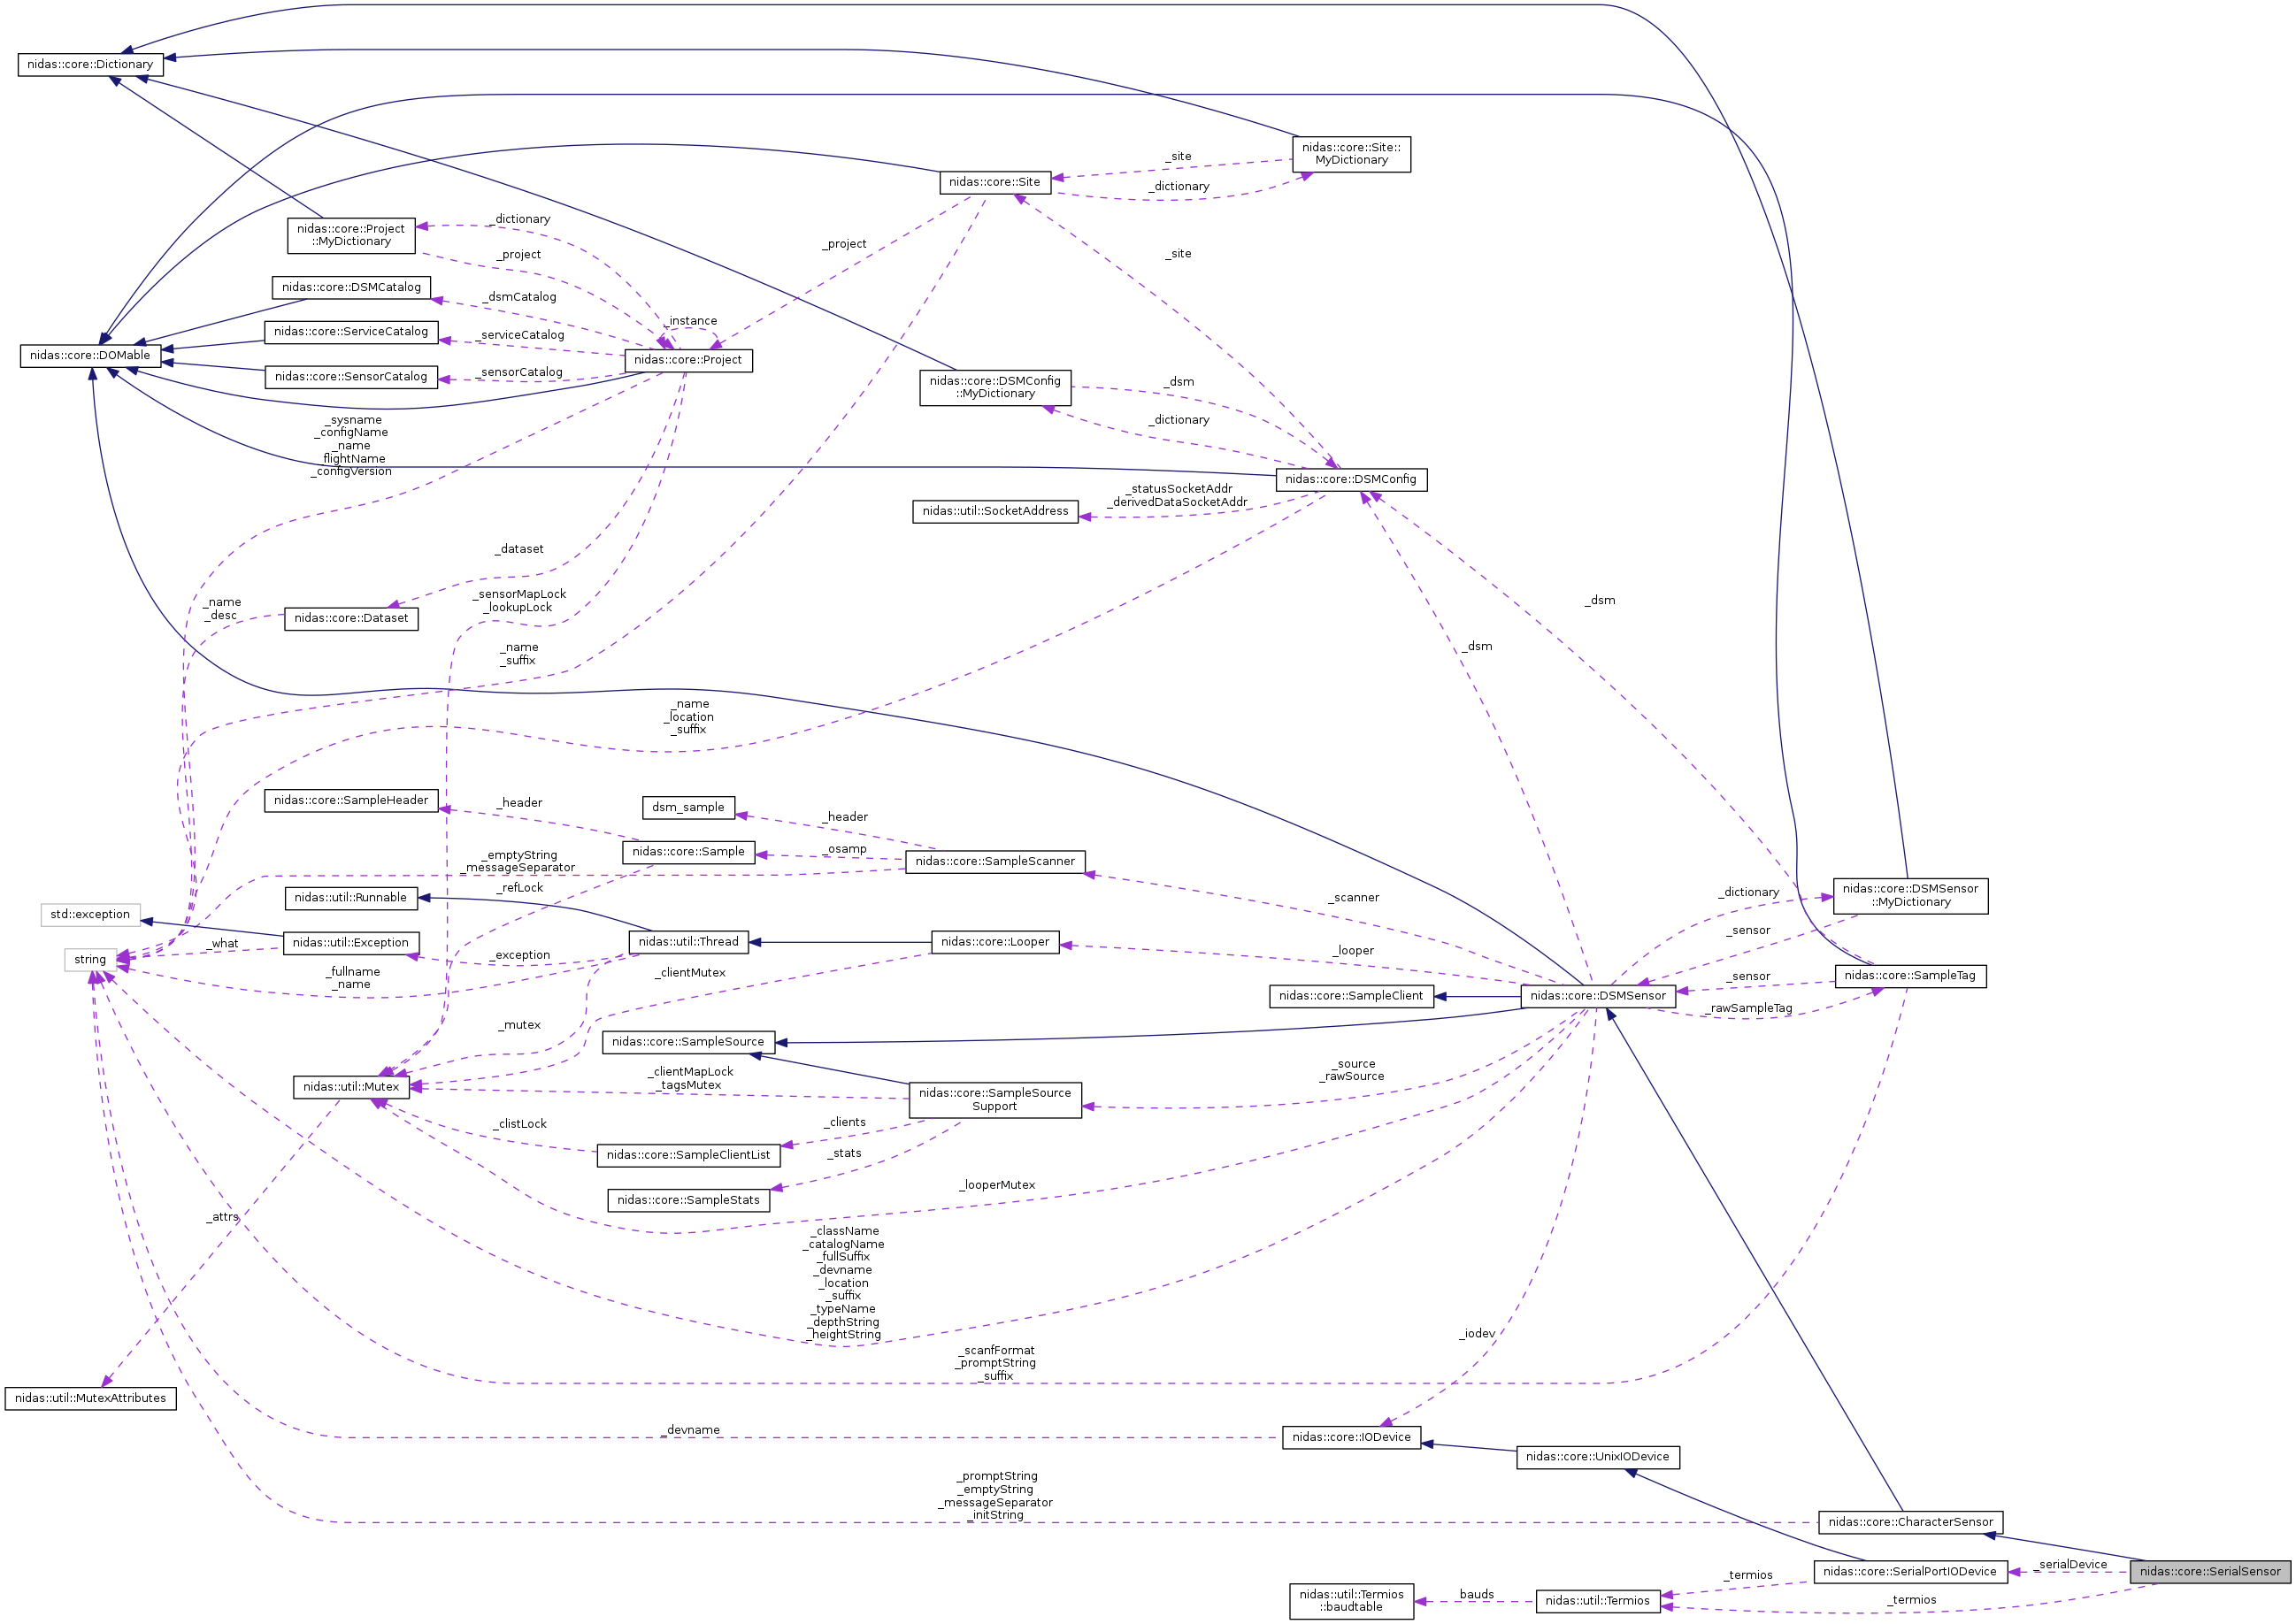 nidas::core::Dictionary
nidas::core::Site::
MyDictionary
_site
_dictionary
nidas::core::Site
nidas::core::Project
::MyDictionary
_dictionary
_project
_project
_site
nidas::core::DSMCatalog
_dsmCatalog
_instance
nidas::core::ServiceCatalog
_serviceCatalog
nidas::core::DOMable
nidas::core::Project
nidas::core::SensorCatalog
_sensorCatalog
nidas::core::DSMConfig
::MyDictionary
_dsm
_dictionary
_sysname
_configName
_name
flightName
_configVersion
nidas::core::DSMConfig
_statusSocketAddr
_derivedDataSocketAddr
nidas::util::SocketAddress
_dataset
_sensorMapLock
_lookupLock
_name
_desc
nidas::core::Dataset
_dsm
_name
_suffix
_dsm
_name
_location
_suffix
nidas::core::SampleHeader
_header
dsm_sample
_header
nidas::core::Sample
_osamp
nidas::core::SampleScanner
_emptyString
_messageSeparator
_refLock
nidas::util::Runnable
_scanner
_dictionary
nidas::core::DSMSensor
::MyDictionary
std::exception
_what
nidas::util::Exception
nidas::util::Thread
nidas::core::Looper
_sensor
string
_exception
_looper
_fullname
_name
_clientMutex
_sensor
nidas::core::SampleTag
nidas::core::SampleClient
nidas::core::DSMSensor
_rawSampleTag
_mutex
nidas::core::SampleSource
_source
_rawSource
nidas::util::Mutex
_clientMapLock
_tagsMutex
nidas::core::SampleSource
Support
_clistLock
_clients
nidas::core::SampleClientList
_stats
nidas::core::SampleStats
_looperMutex
_attrs
_className
_catalogName
_fullSuffix
_devname
_location
_suffix
_typeName
_depthString
_heightString
_iodev
_scanfFormat
_promptString
_suffix
nidas::util::MutexAttributes
_devname
nidas::core::IODevice
nidas::core::UnixIODevice
_promptString
_emptyString
_messageSeparator
_initString
nidas::core::CharacterSensor
_serialDevice
nidas::core::SerialPortIODevice
nidas::core::SerialSensor
_termios
nidas::util::Termios
::baudtable
_bauds
nidas::util::Termios
_termios